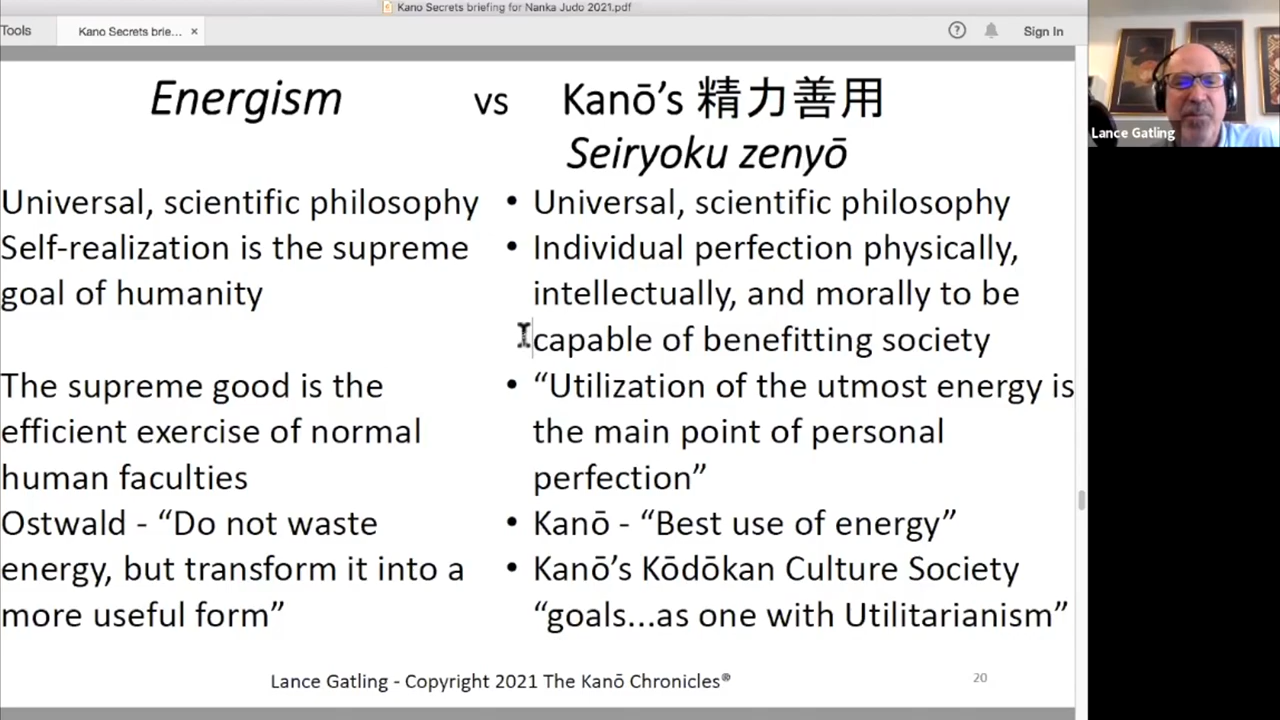 Kano Secrets briefing for Nanka Judo 2021.pdf
Tools
Kano Secrets brie... ×
Sign In
Lance Gatling
Energism vs Kanō’s 精力善用
Seiryoku zenyō
Universal, scientific philosophy
Self-realization is the supreme
goal of humanity
The supreme good is the
efficient exercise of normal
human faculties
Ostwald - “Do not waste
energy, but transform it into a
more useful form”
• Universal, scientific philosophy
• Individual perfection physically,
intellectually, and morally to be
capable of benefitting society
• “Utilization of the utmost energy is
the main point of personal
perfection”
• Kanō - “Best use of energy”
• Kanō’s Kōdōkan Culture Society
“goals...as one with Utilitarianism”
Lance Gatling - Copyright 2021 The Kanō Chronicles®
20